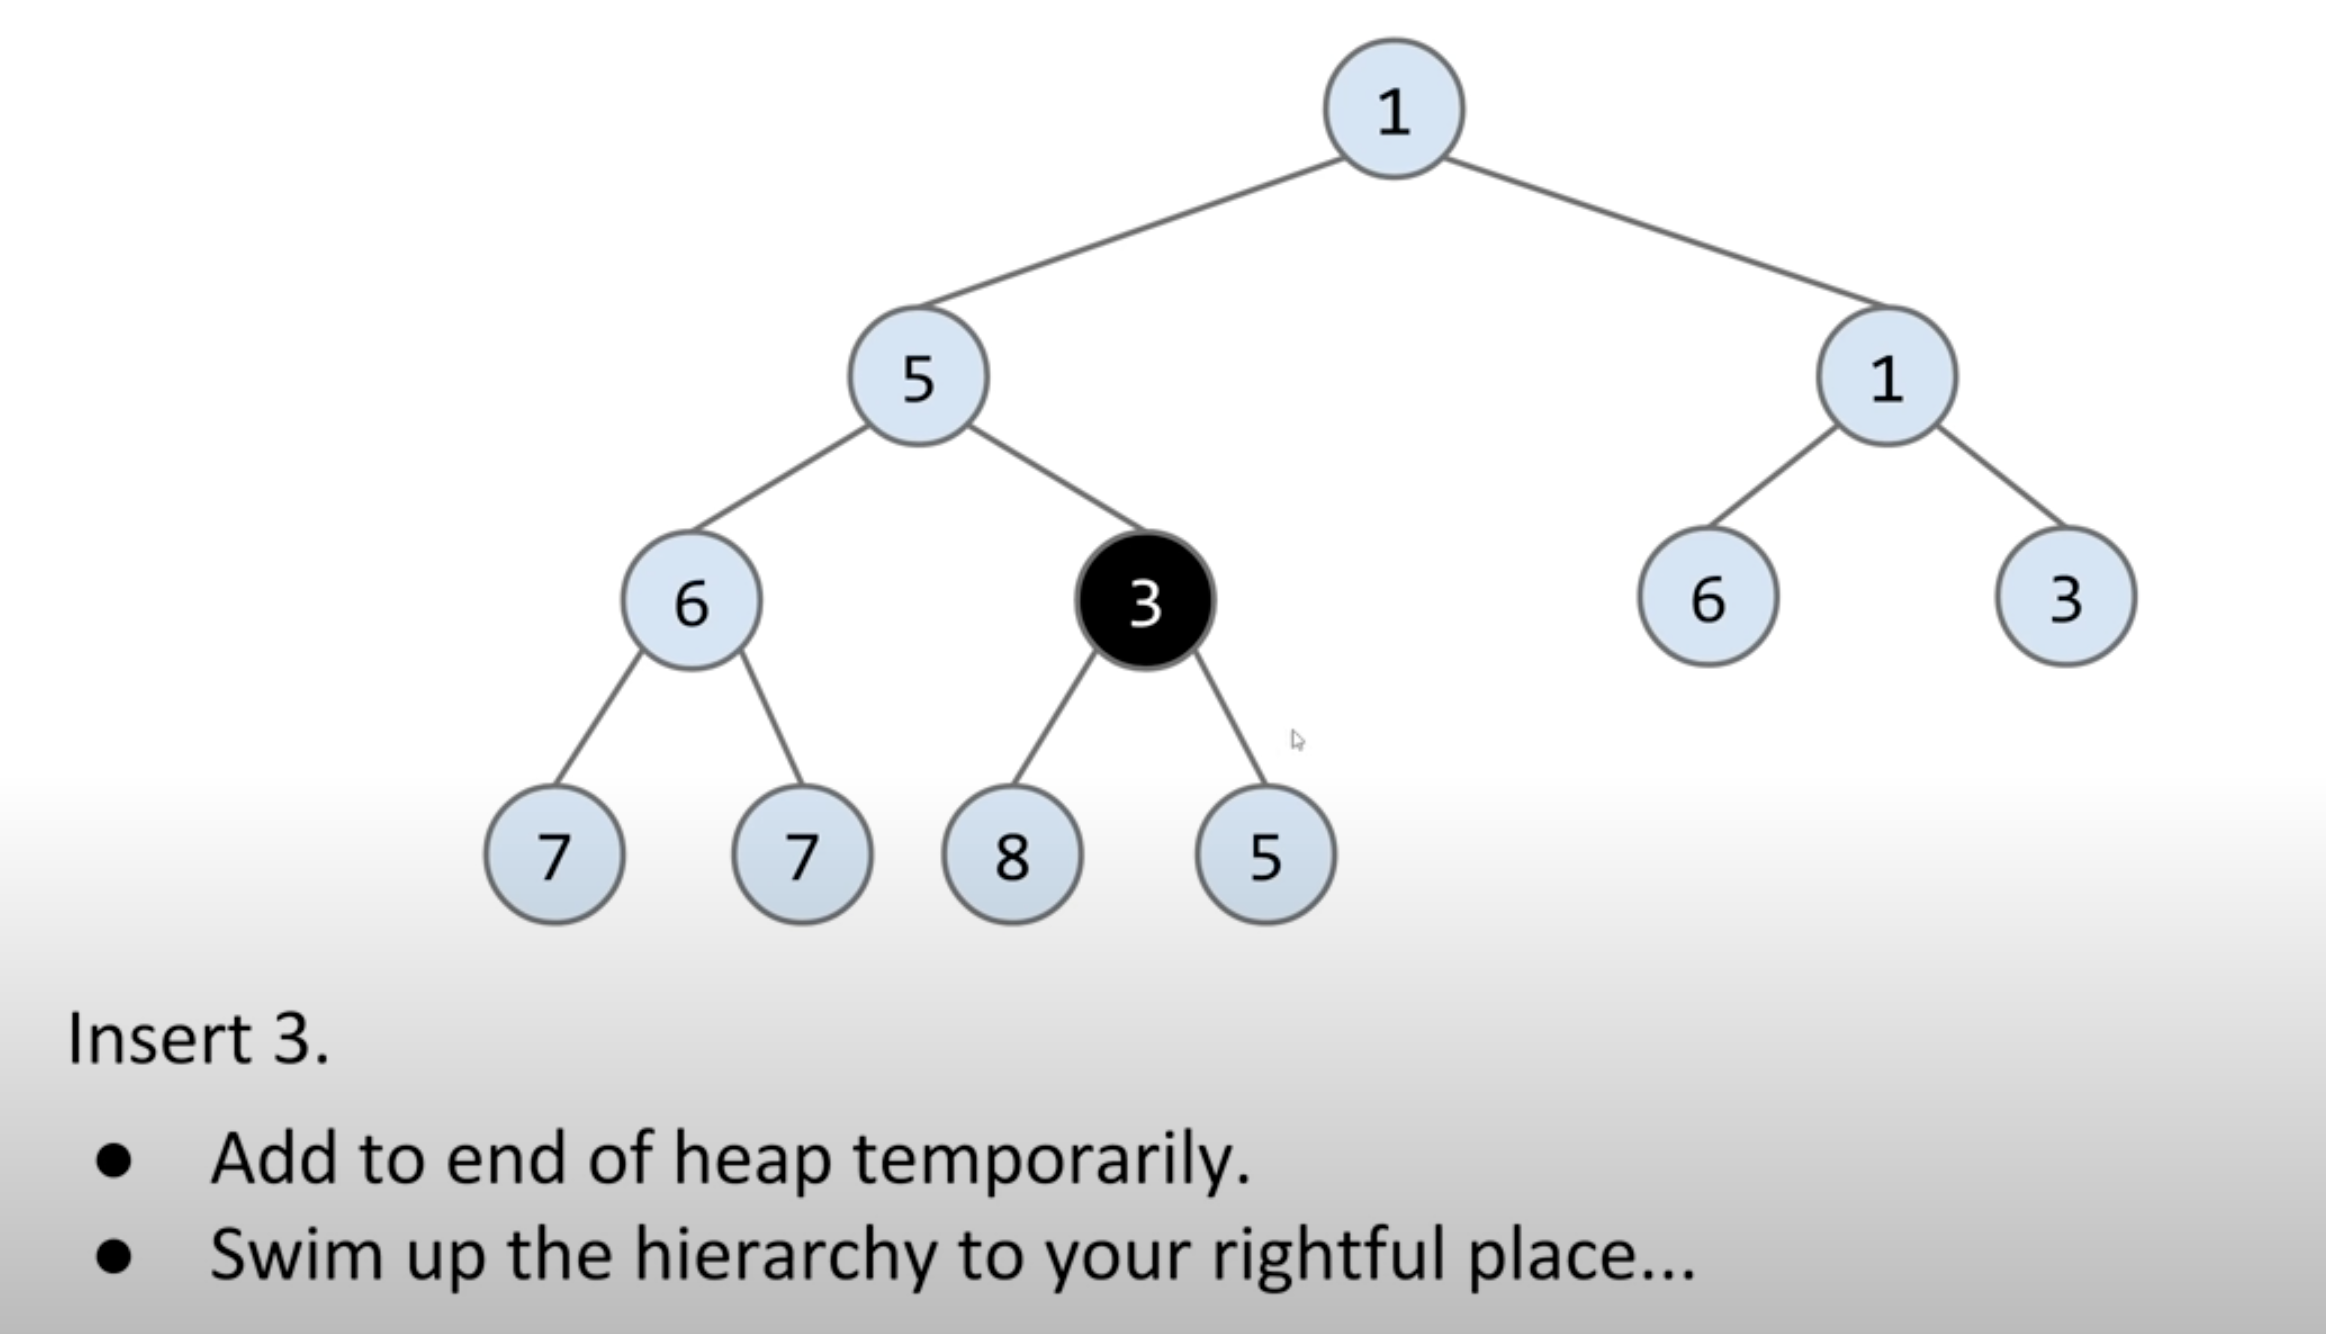 1
5 1
6 3 6 3
7 7 8 5
Insert 3.
● Add to end of heap temporarily.
● Swim up the hierarchy to your rightful place...